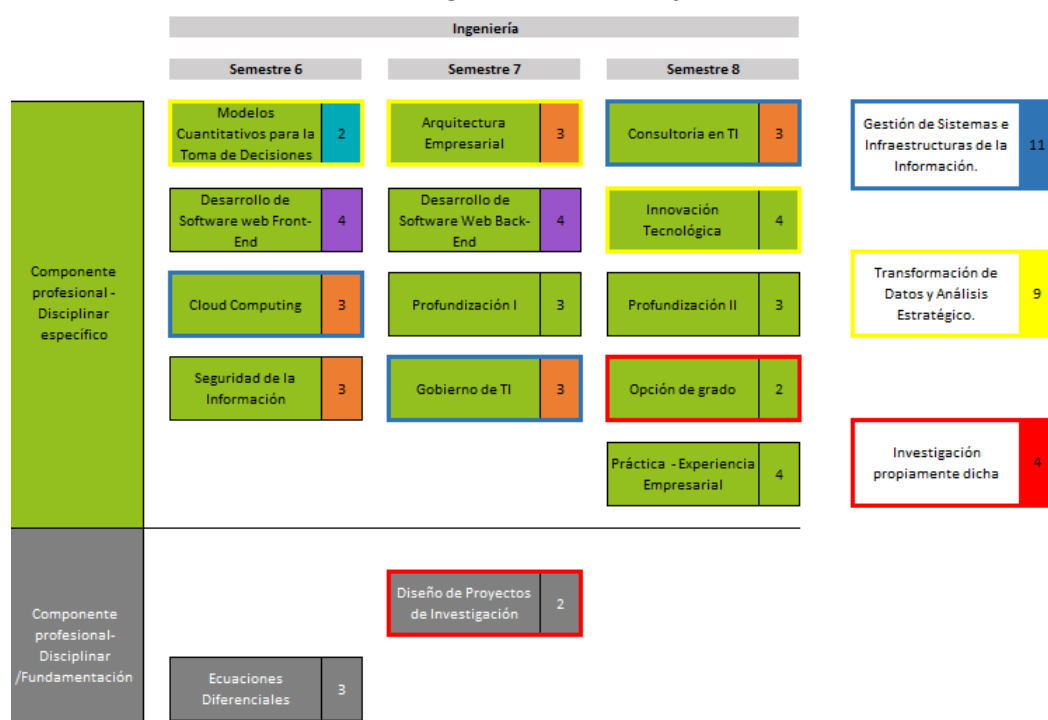 Ingeniería
Semestre 6
Semestre 7
Semestre 8
Componente
profesional -
Disciplinar
específico
Modelos
Cuantitativos para la
Toma de Decisiones
2
Arquitectura
Empresarial
3
Consultoría en TI
3
Gestión de Sistemas e
Infraestructuras de la
Información.
11
Desarrollo de
Software web Front-
End
4
Desarrollo de
Software Web Back-
End
4
Innovación
Tecnológica
4
Cloud Computing
3
Profundización I
3
Profundización II
3
Transformación de
Datos y Análisis
Estratégico.
9
Seguridad de la
Información
3
Gobierno de TI
3
Opción de grado
2
Práctica - Experiencia
Empresarial
4
Investigación
propiamente dicha
4
Componente
profesional-
Disciplinar
/Fundamentación
Diseño de Proyectos
de Investigación
2
Ecuaciones
Diferenciales
3